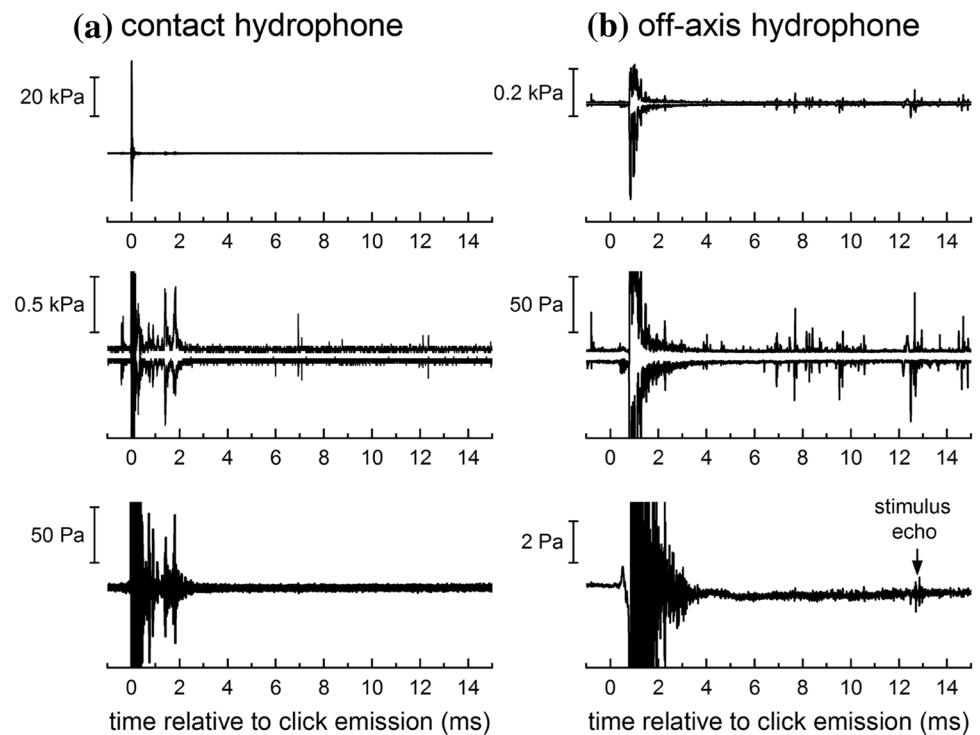 (a) contact hydrophone
20 kPa
0 2 4 6 8 10 12 14
0.5 kPa
0 2 4 6 8 10 12 14
50 Pa
0 2 4 6 8 10 12 14
time relative to click emission (ms)
(b) off-axis hydrophone
0.2 kPa
0 2 4 6 8 10 12 14
50 Pa
0 2 4 6 8 10 12 14
stimulus
echo
2 Pa
0 2 4 6 8 10 12 14
time relative to click emission (ms)